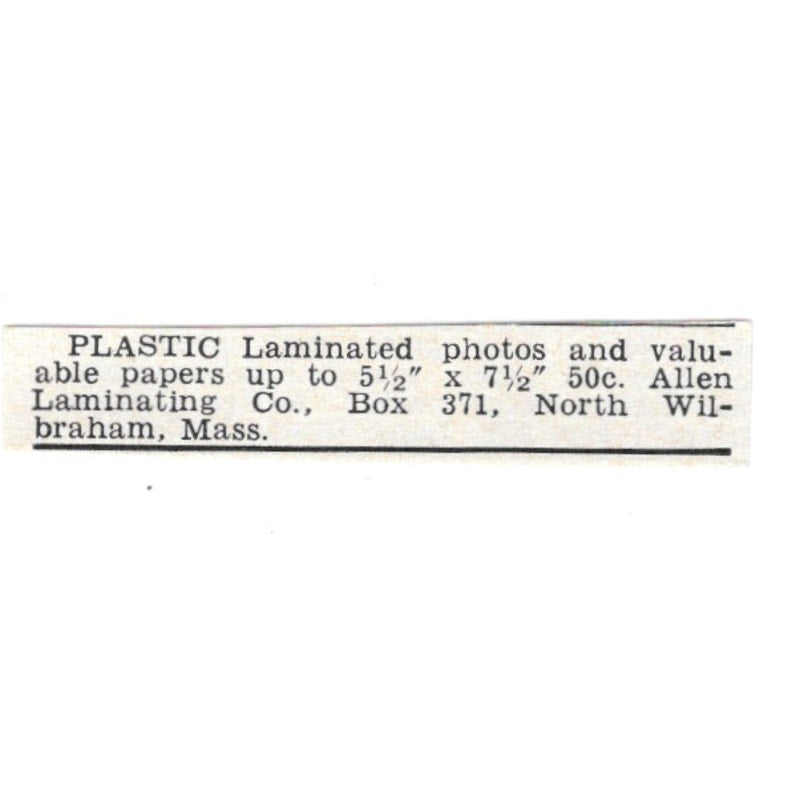 PLASTIC Laminated photos and valu-
able papers up to 5½″ x 7½″ 50c. Allen
Laminating Co., Box 371, North Wil-
braham, Mass.